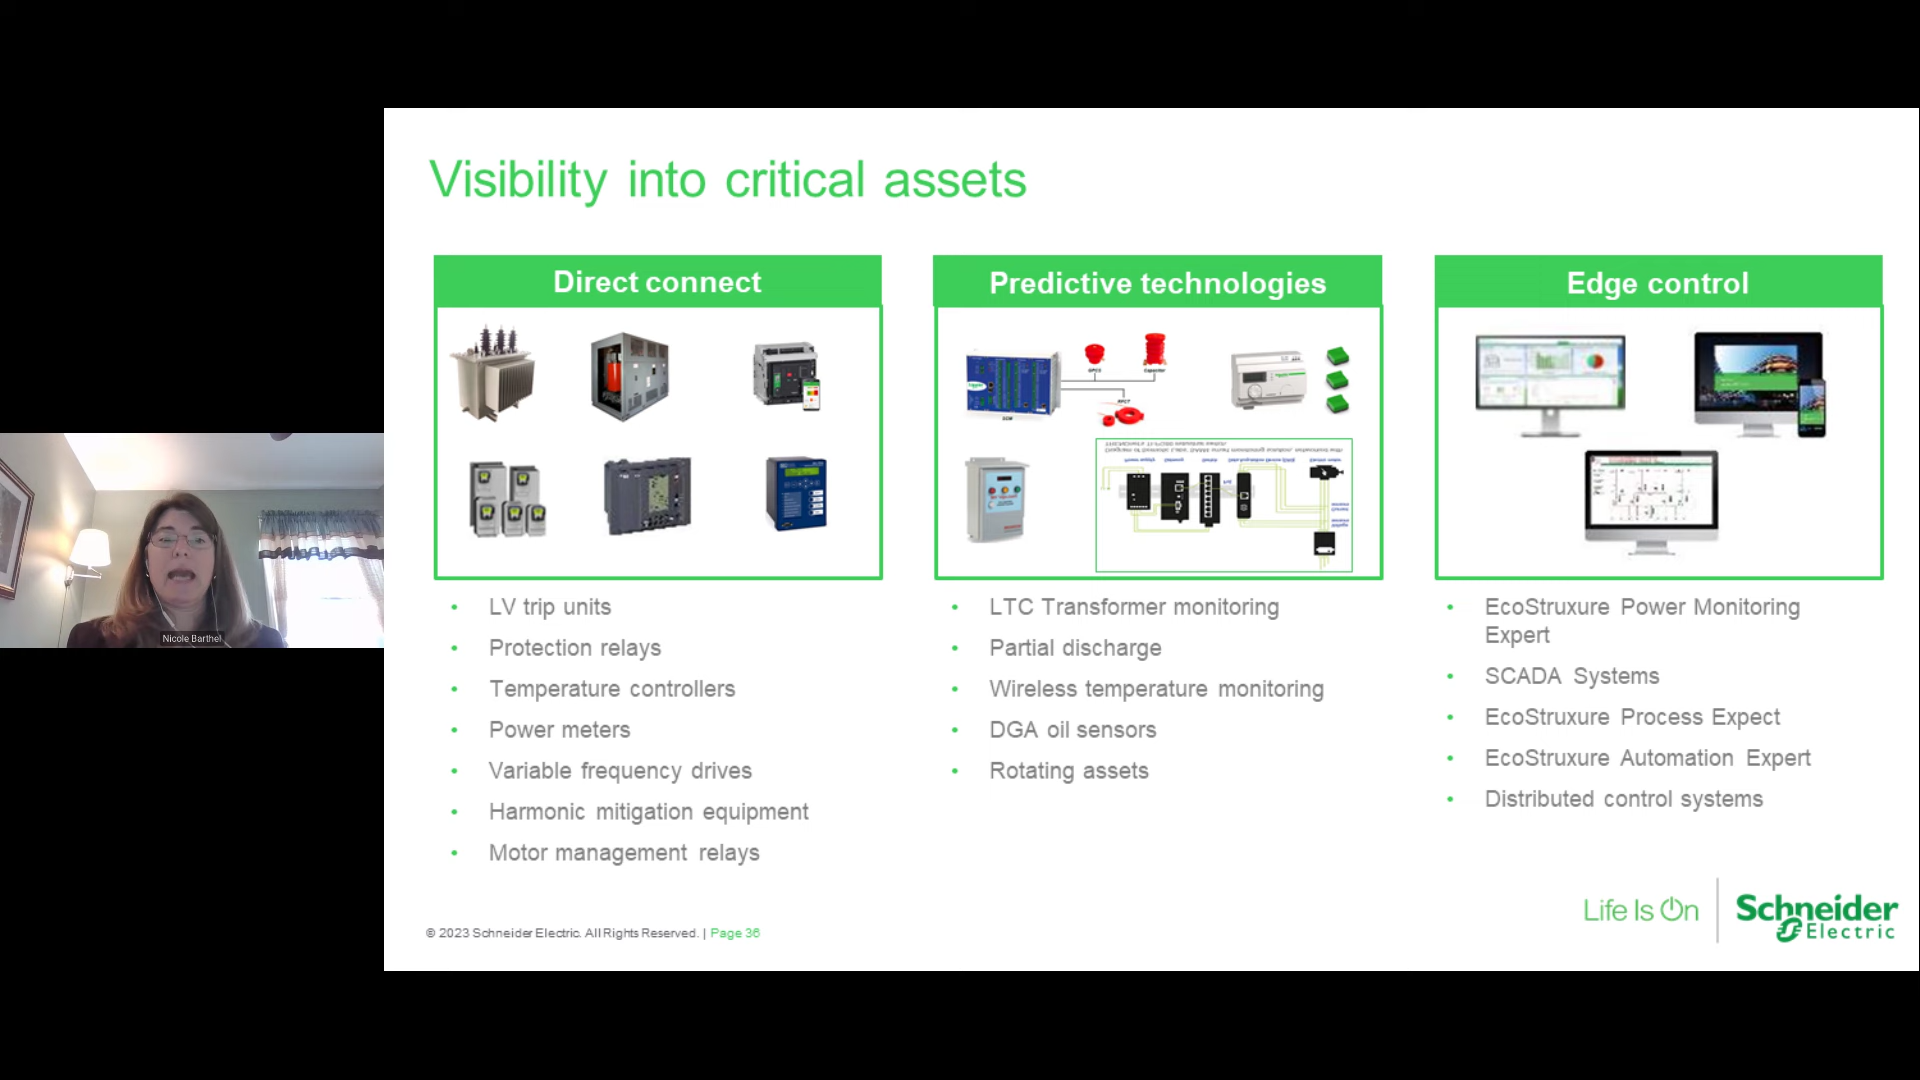 Visibility into critical assets
Direct connect
Predictive technologies
Edge control
GPCS
Capacitor
RFCT
Nicole Barthel
• LV trip units
• Protection relays
• Temperature controllers
• Power meters
• Variable frequency drives
• Harmonic mitigation equipment
• Motor management relays
• LTC Transformer monitoring
• Partial discharge
• Wireless temperature monitoring
• DGA oil sensors
• Rotating assets
• EcoStruxure Power Monitoring
Expert
• SCADA Systems
• EcoStruxure Process Expect
• EcoStruxure Automation Expert
• Distributed control systems
© 2023 Schneider Electric. All Rights Reserved. | Page 36
Life Is On
Schneider
Electric